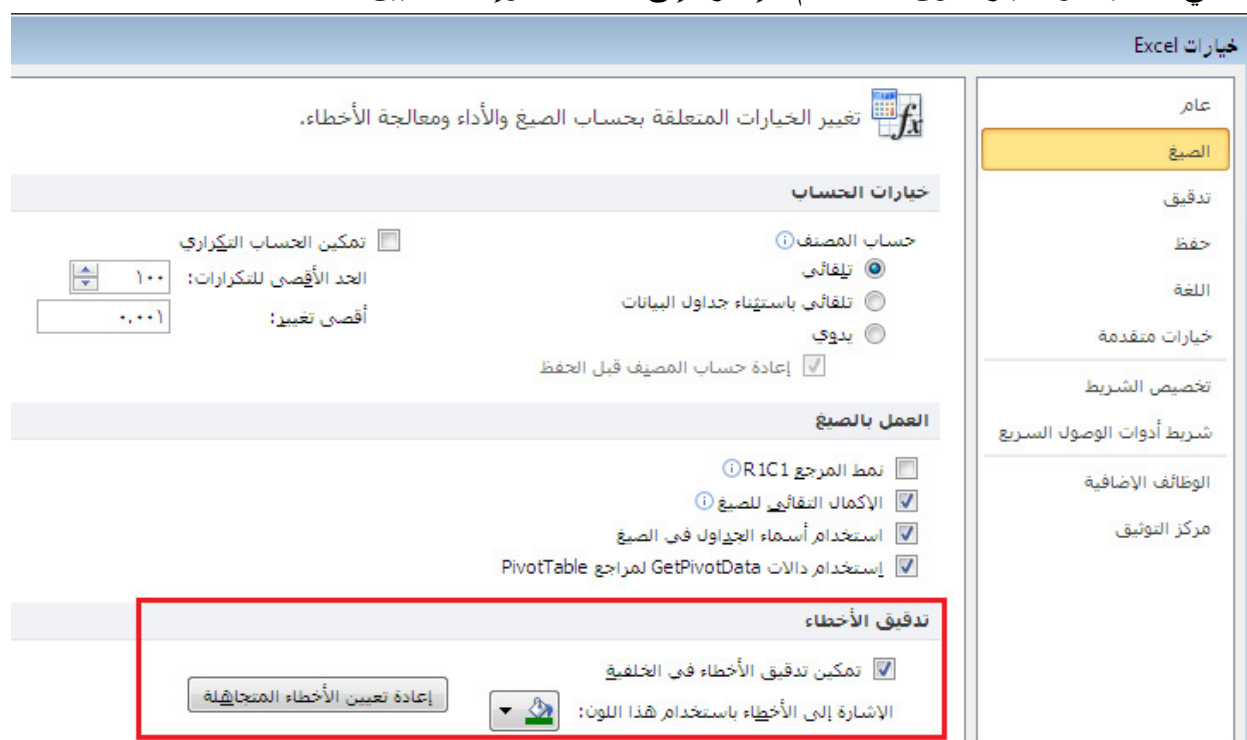 خيارات Excel
عام
الصيغ
تدقيق
حفظ
اللغة
خيارات متقدمة
تخصيص الشريط
شريط أدوات الوصول السريع
الوظائف الإضافية
مركز التوثيق
تغيير الخيارات المتعلقة بحساب الصيغ والأداء ومعالجة الأخطاء.
خيارات الحساب
حساب المصنف
تلقائي
تلقائي باستثناء جداول البيانات
يدوي
إعادة حساب المصنف قبل الحفظ
تمكين الحساب التكراري
الحد الأقصى للتكرارات: ١٠٠
أقصى تغيير: ٠.٠٠١
العمل بالصيغ
نمط المرجع R1C1
الإكمال التقائي للصيغ
استخدام أسماء الجداول في الصيغ
إستخدام دالات GetPivotData لمراجع PivotTable
تدقيق الأخطاء
تمكين تدقيق الأخطاء في الخلفية
الإشارة إلى الأخطاء باستخدام هذا اللون:
إعادة تعيين الأخطاء المتجاهلة